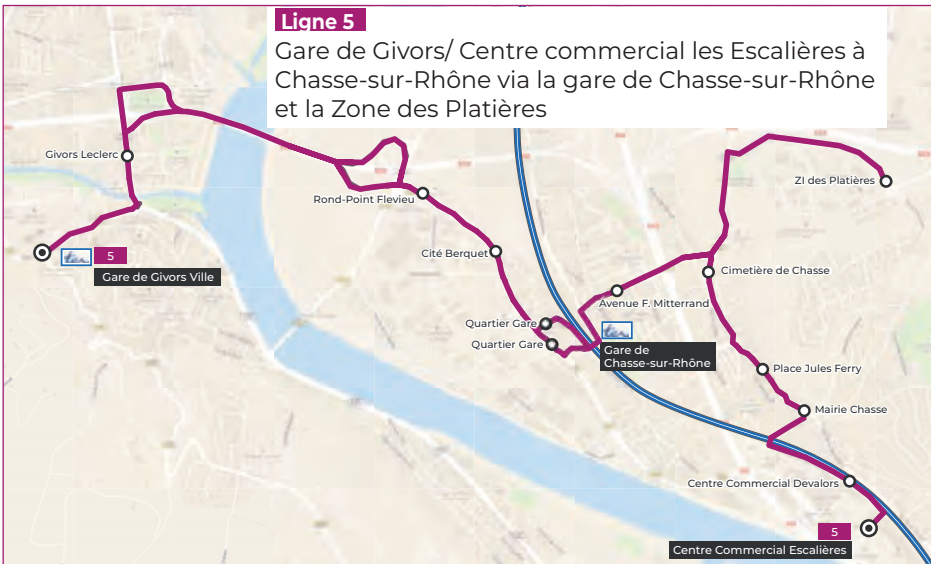 Ligne 5
Gare de Givors/ Centre commercial les Escalières à
Chasse-sur-Rhône via la gare de Chasse-sur-Rhône
et la Zone des Platières
Givors Leclerc
ZI des Platières
Rond-Point Flevieu
5
Gare de Givors Ville
Cité Berquet
Cimetière de Chasse
Avenue F. Mitterrand
Quartier Gare
Quartier Gare
Gare de
Chasse-sur-Rhône
Place Jules Ferry
Mairie Chasse
Centre Commercial Devalors
5
Centre Commercial Escalières